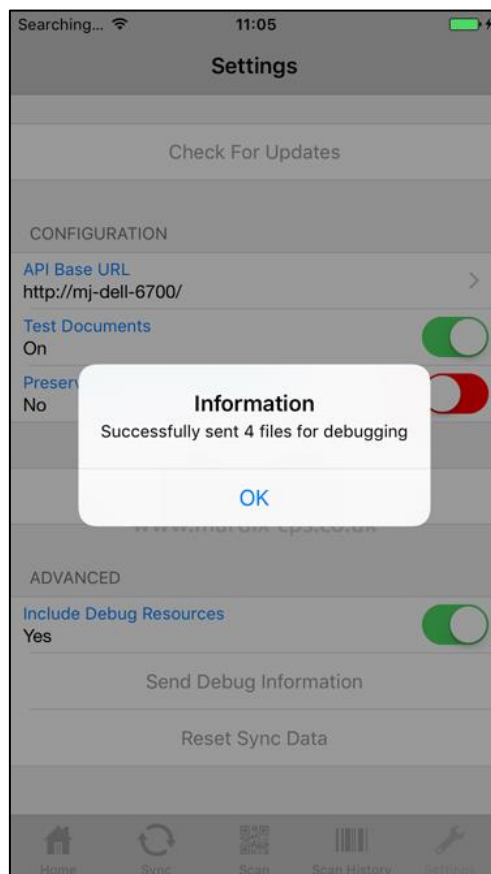 Searching...
11:05
Settings
Check For Updates
CONFIGURATION
API Base URL
http://mj-dell-6700/
Test Documents
On
No
Information
Successfully sent 4 files for debugging
OK
ADVANCED
Include Debug Resources
Yes
Send Debug Information
Reset Sync Data
Home
Sync
Scan
Scan History
Settings